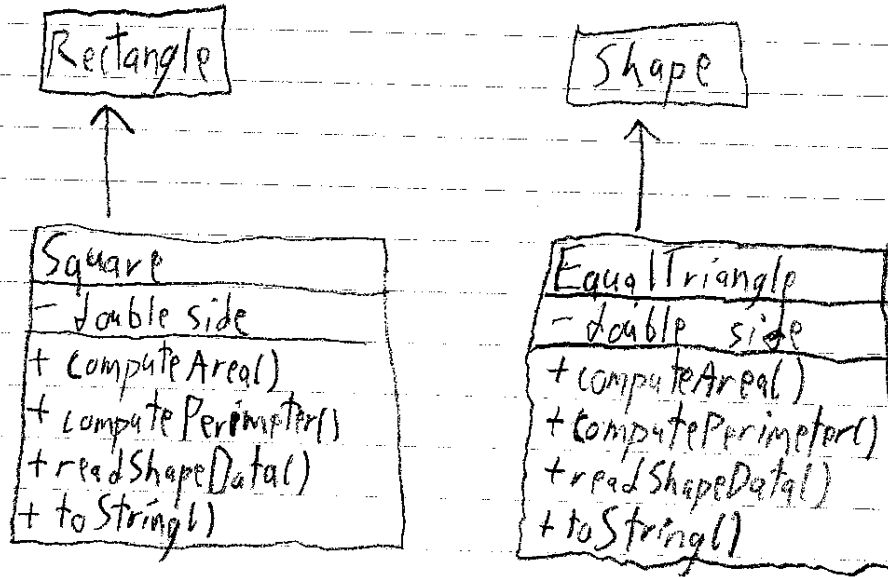 Rectangle
Shape
Square
- double side
+ computeArea()
+ computePerimeter()
+ readShapeData()
+ toString()
EqualTriangle
- double side
+ computeArea()
+ computePerimeter()
+ readShapeData()
+ toString()